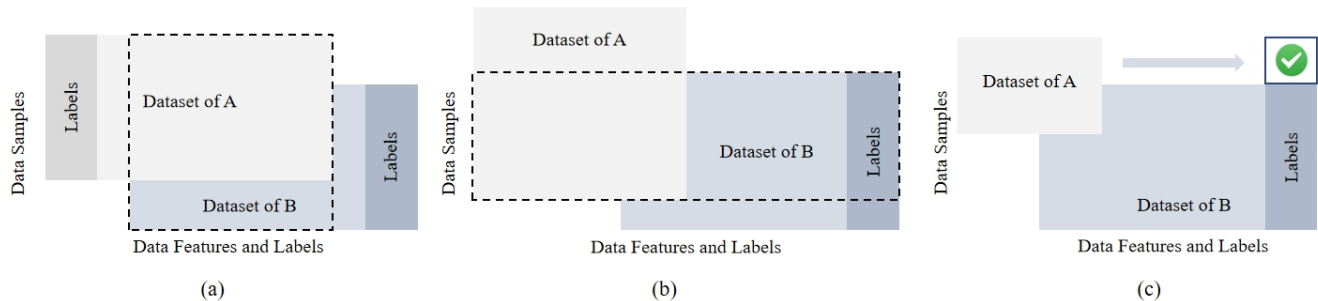 Data Samples
Labels
Dataset of A
Dataset of B
Labels
Data Features and Labels
(a)
Data Samples
Dataset of A
Dataset of B
Labels
Data Features and Labels
(b)
Data Samples
Dataset of A
Dataset of B
Labels
Data Features and Labels
(c)